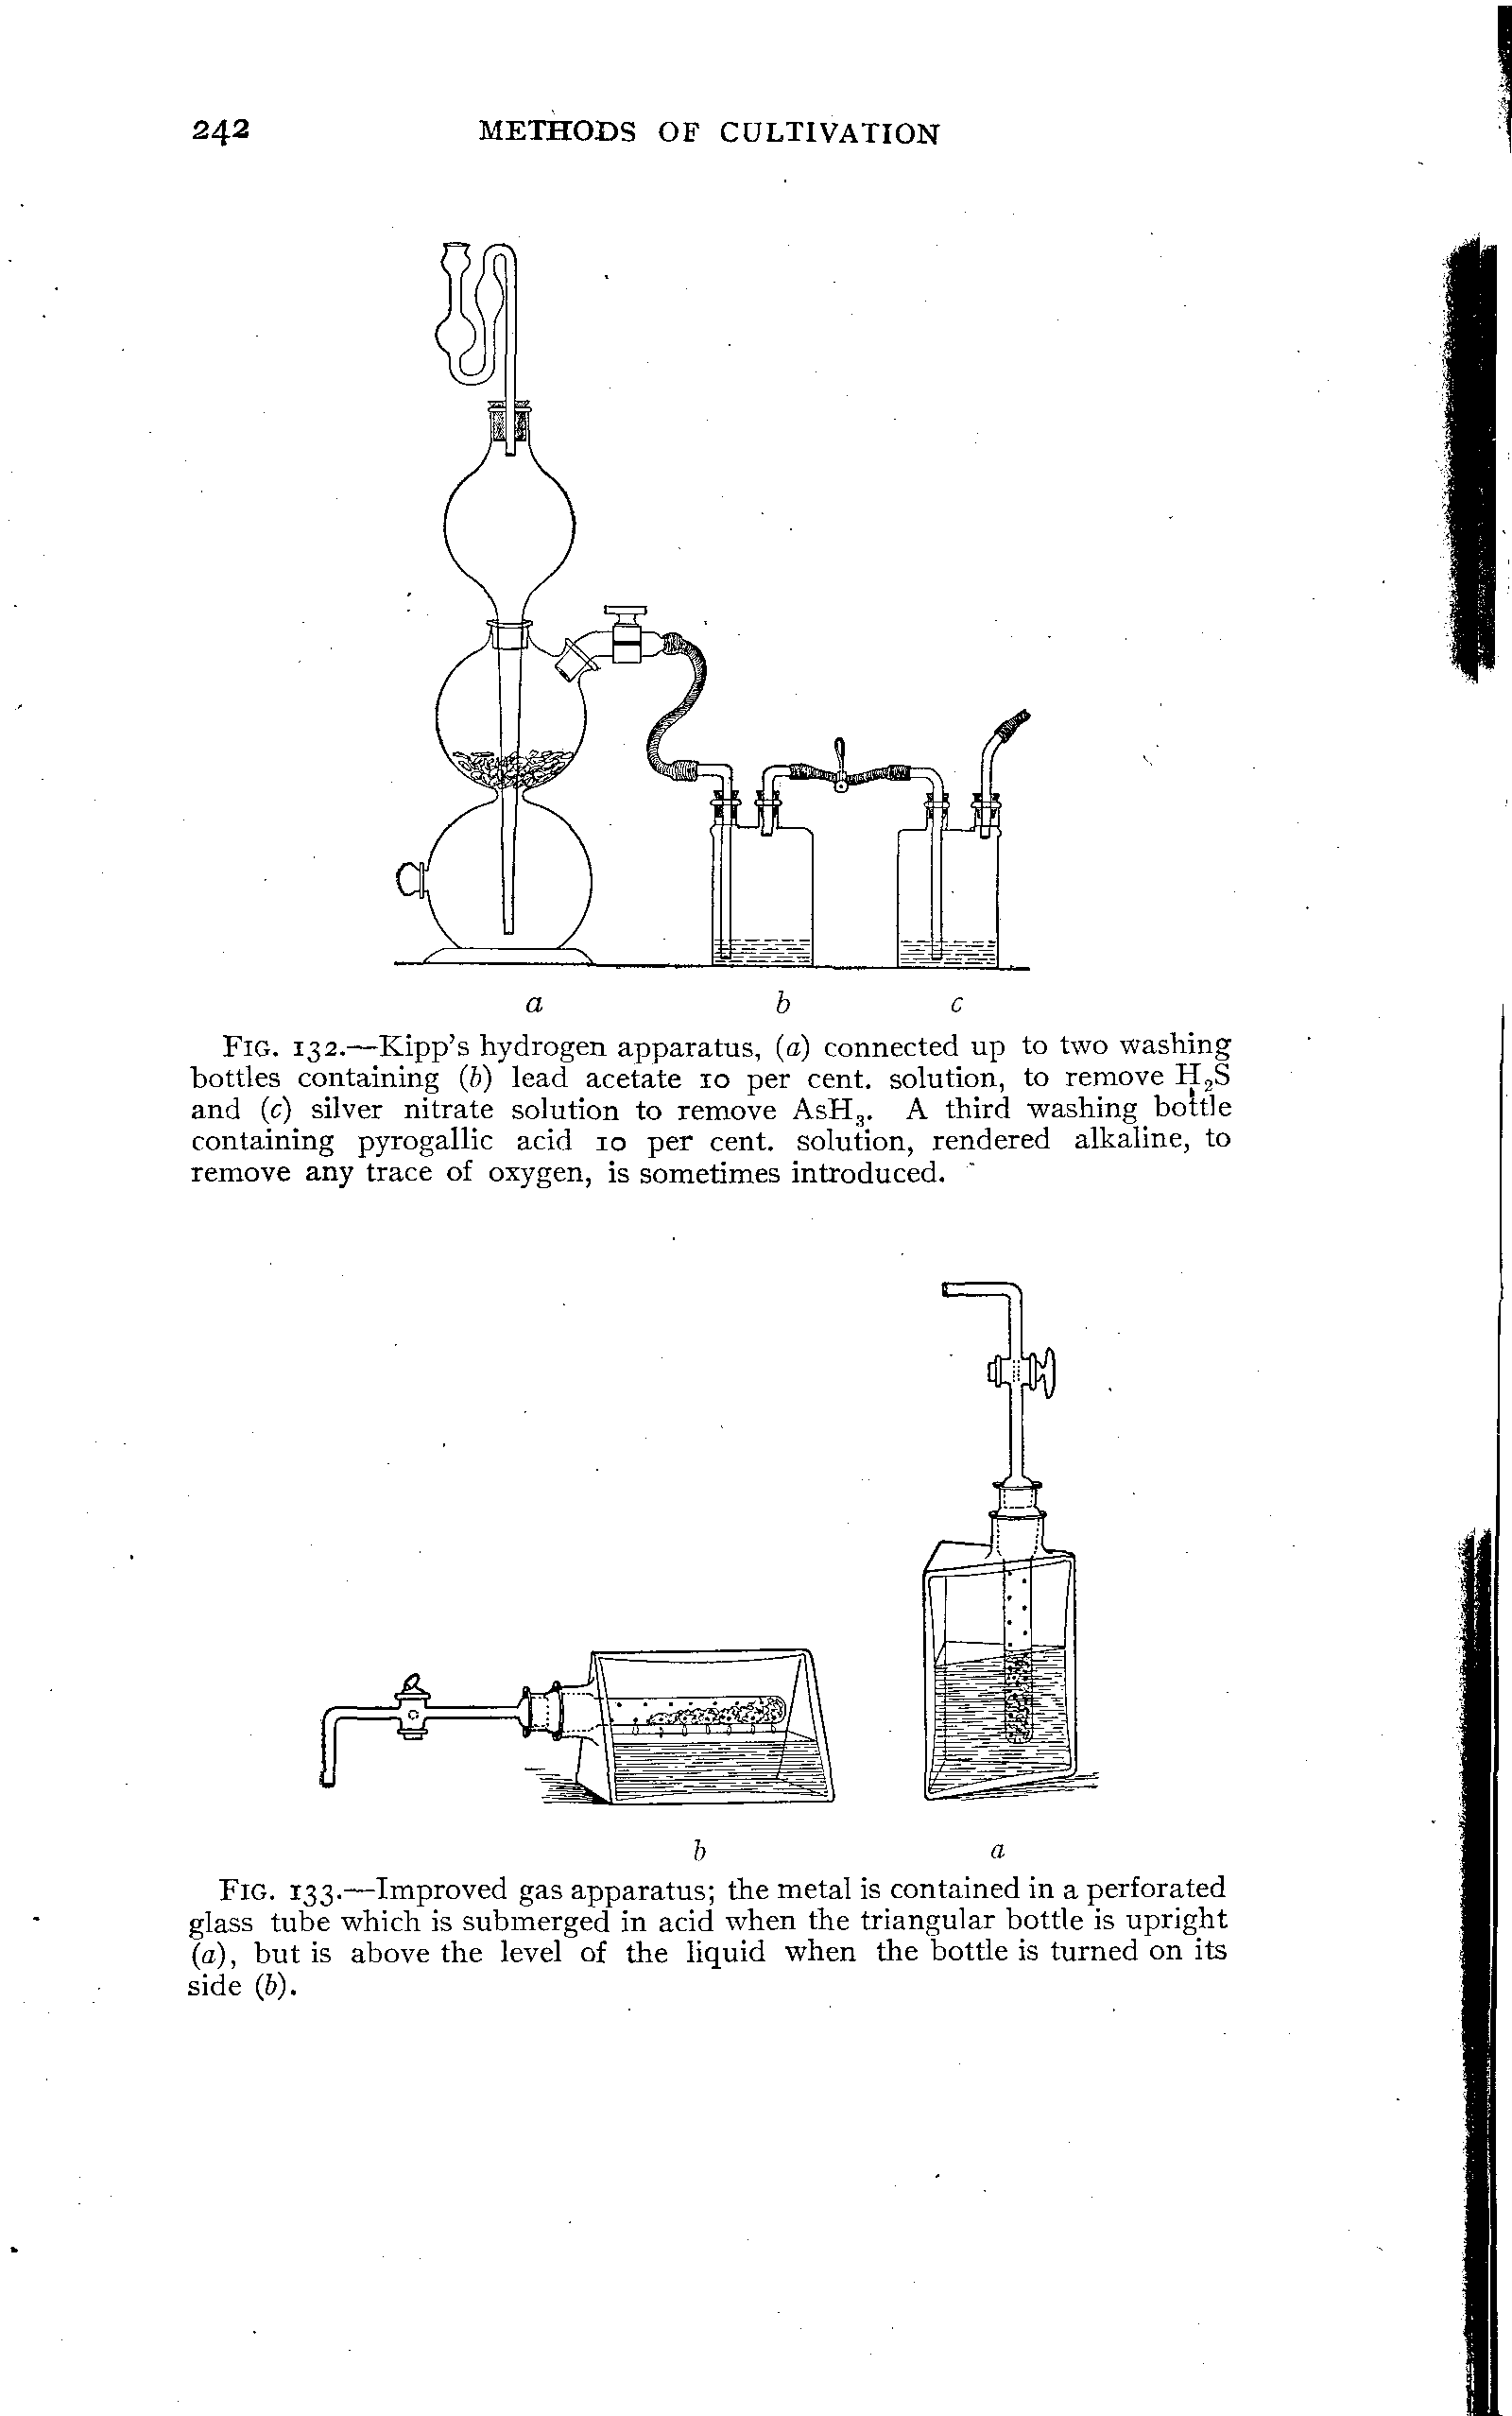 242 METHODS OF CULTIVATION
a b c
FIG. 132.—Kipp's hydrogen apparatus, (a) connected up to two washing
bottles containing (b) lead acetate 10 per cent. solution, to remove H₂S
and (c) silver nitrate solution to remove AsH₃. A third washing bottle
containing pyrogallic acid 10 per cent. solution, rendered alkaline, to
remove any trace of oxygen, is sometimes introduced.
b a
FIG. 133.—Improved gas apparatus; the metal is contained in a perforated
glass tube which is submerged in acid when the triangular bottle is upright
(a), but is above the level of the liquid when the bottle is turned on its
side (b).